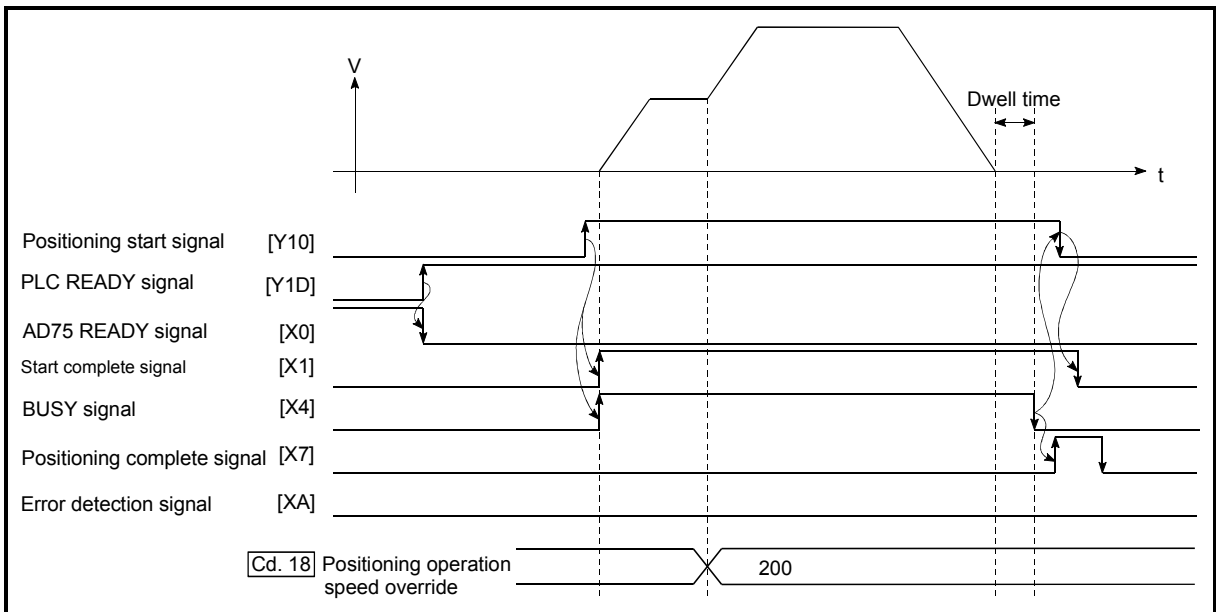 V
Dwell time
t
Positioning start signal [Y10]
PLC READY signal [Y1D]
AD75 READY signal [X0]
Start complete signal [X1]
BUSY signal [X4]
Positioning complete signal [X7]
Error detection signal [XA]
Cd. 18 Positioning operation
speed override
200